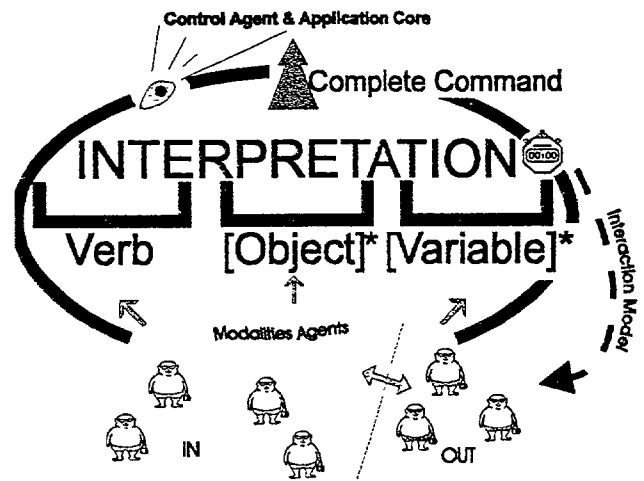 Control Agent & Application Core
Complete Command
INTERPRETATION
00:00
Verb [Object]* [Variable]*
Interaction Model
Modalities Agents
IN
OUT